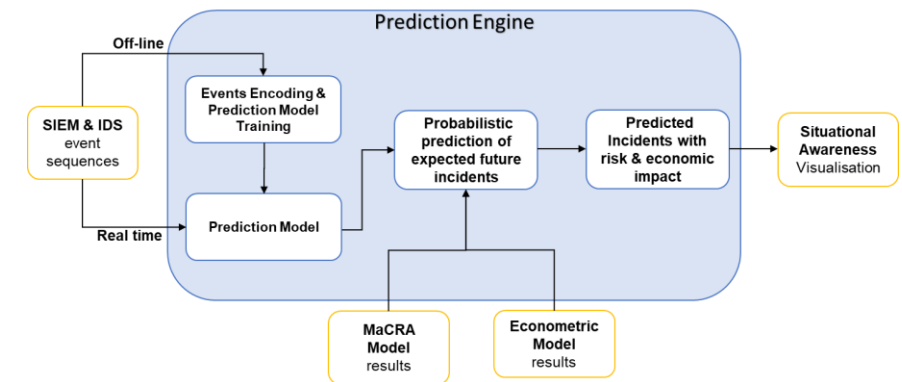 Prediction Engine
Off-line
Events Encoding &
Prediction Model
Training
SIEM & IDS
event
sequences
Probabilistic
prediction of
expected future
incidents
Predicted
Incidents with
risk & economic
impact
Situational
Awareness
Visualisation
Prediction Model
Real time
MaCRA
Model
results
Econometric
Model
results